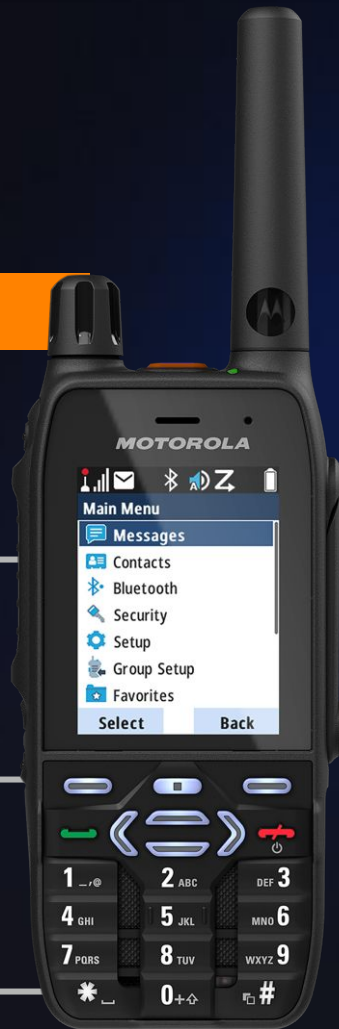 MOTOROLA
Main Menu
Messages
Contacts
Bluetooth
Security
Setup
Group Setup
Favorites
Select Back
1 _,@ 2 ABC DEF 3
4 GHI 5 JKL MNO 6
7 PQRS 8 TUV WXYZ 9
* 0+ #